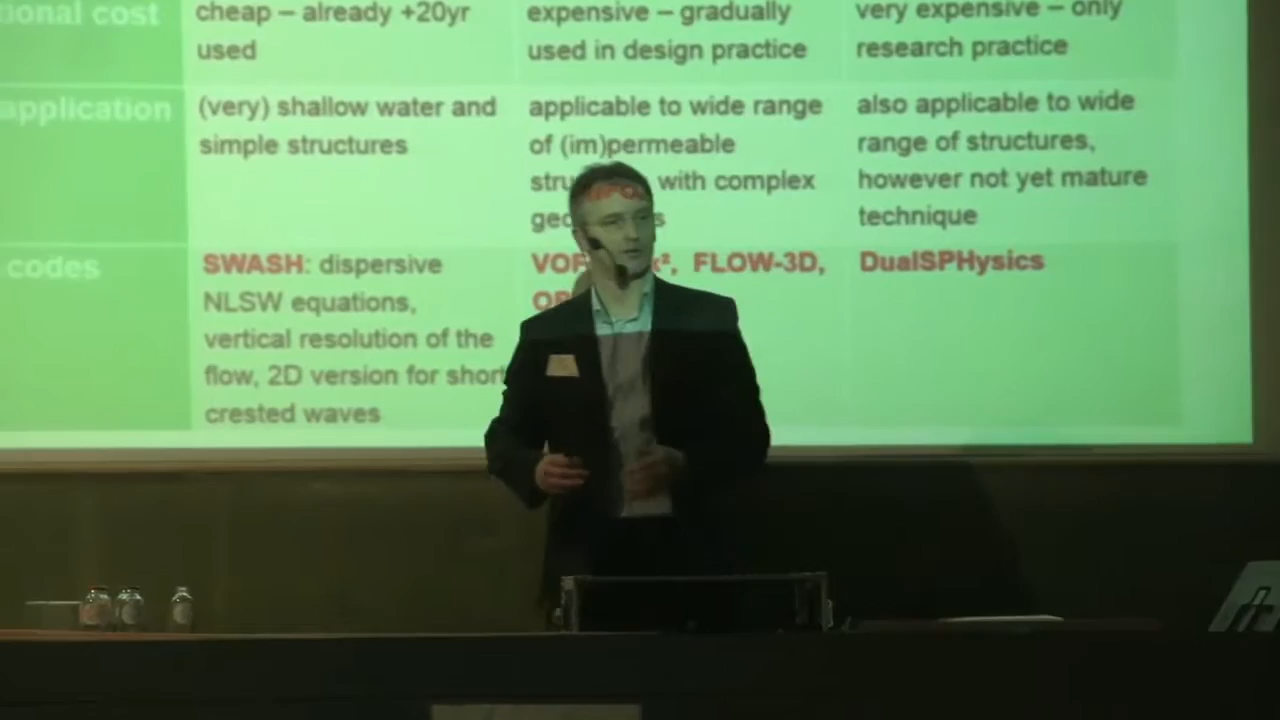 onal cost
cheap – already +20yr
used
expensive – gradually
used in design practice
very expensive – only
research practice
application
(very) shallow water and
simple structures
applicable to wide range
of (im)permeable
with complex
also applicable to wide
range of structures,
however not yet mature
technique
codes
SWASH: dispersive
NLSW equations,
vertical resolution of the
flow, 2D version for short
crested waves
FLOW-3D,
DualSPHysics